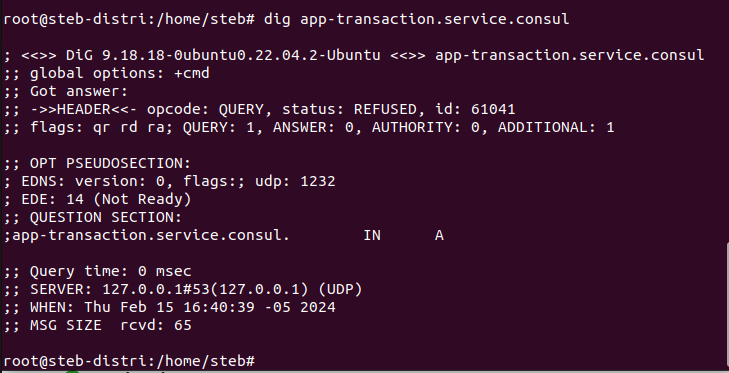 root@steb-distri:/home/steb# dig app-transaction.service.consul

; <<>> DiG 9.18.18-0ubuntu0.22.04.2-Ubuntu <<>> app-transaction.service.consul
;; global options: +cmd
;; Got answer:
;; ->>HEADER<<- opcode: QUERY, status: REFUSED, id: 61041
;; flags: qr rd ra; QUERY: 1, ANSWER: 0, AUTHORITY: 0, ADDITIONAL: 1

;; OPT PSEUDOSECTION:
; EDNS: version: 0, flags:; udp: 1232
; EDE: 14 (Not Ready)
;; QUESTION SECTION:
;app-transaction.service.consul.        IN      A

;; Query time: 0 msec
;; SERVER: 127.0.0.1#53(127.0.0.1) (UDP)
;; WHEN: Thu Feb 15 16:40:39 -05 2024
;; MSG SIZE  rcvd: 65

root@steb-distri:/home/steb#